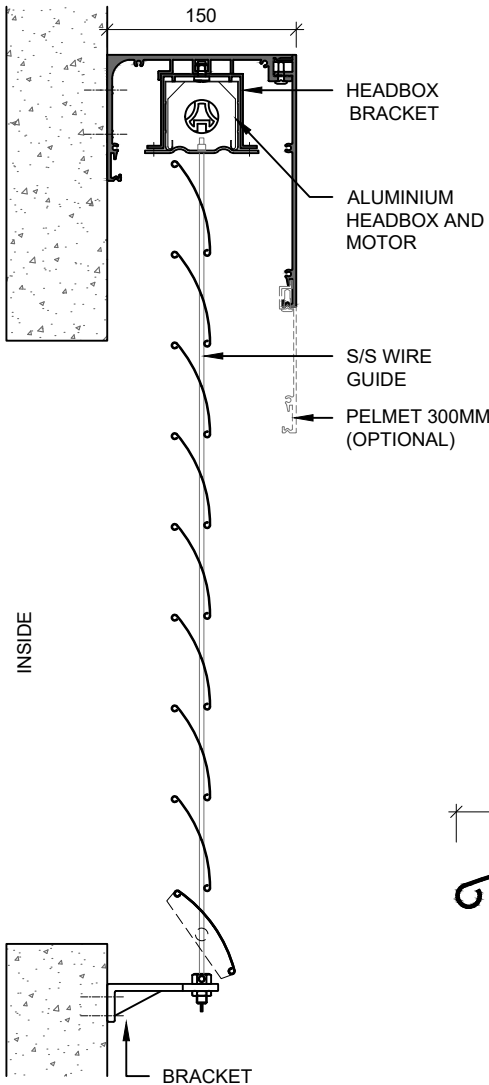 150
HEADBOX
BRACKET
ALUMINIUM
HEADBOX AND
MOTOR
S/S WIRE
GUIDE
PELMET 300MM
(OPTIONAL)
INSIDE
BRACKET